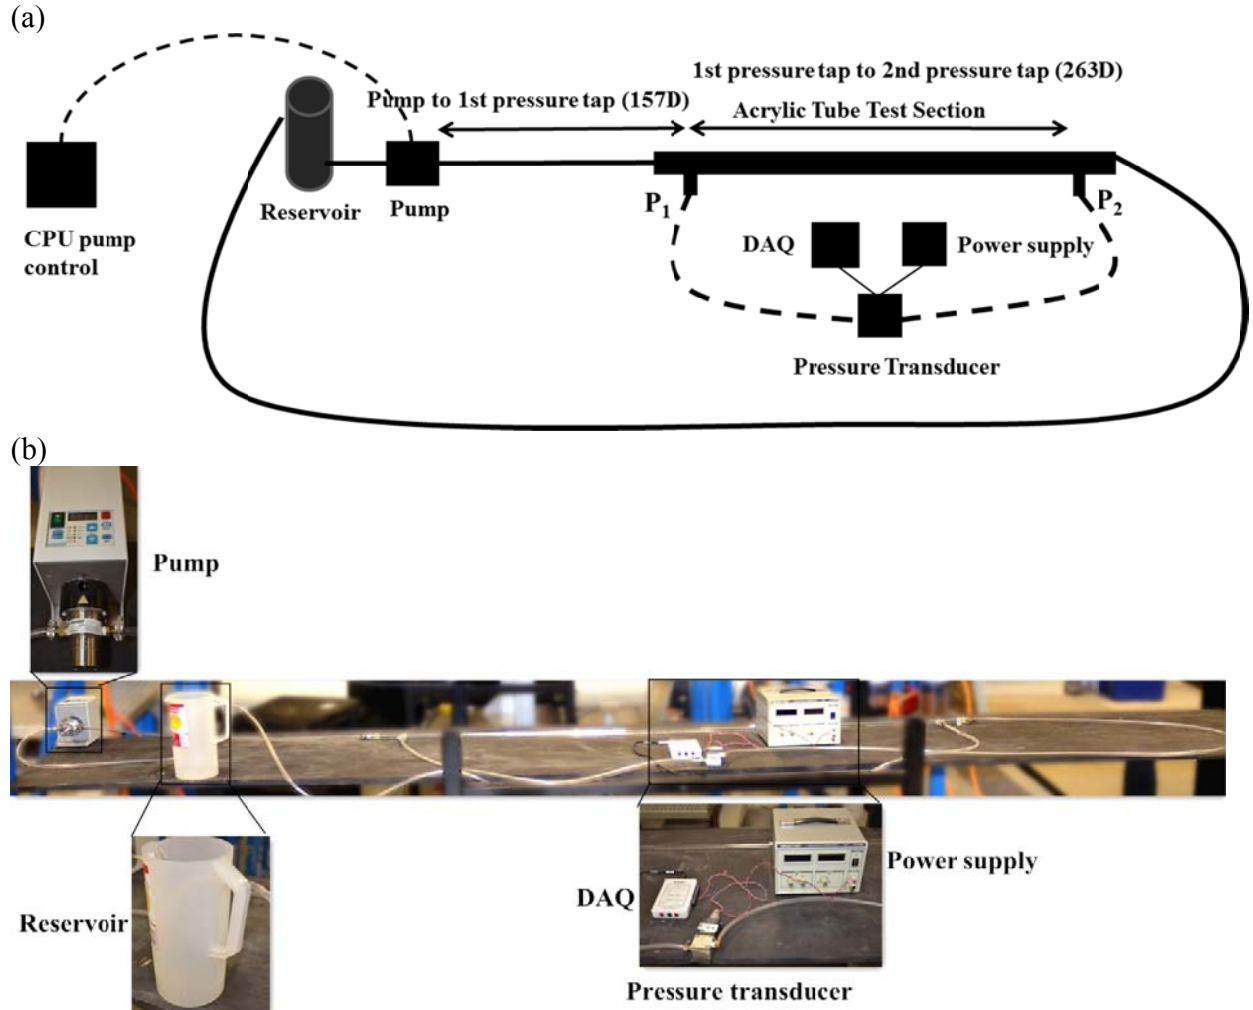 (a)
1st pressure tap to 2nd pressure tap (263D)
Pump to 1st pressure tap (157D)
Acrylic Tube Test Section
Reservoir
Pump
P1
P2
CPU pump
control
DAQ
Power supply
Pressure Transducer
(b)
Pump
Power supply
DAQ
Reservoir
Pressure transducer